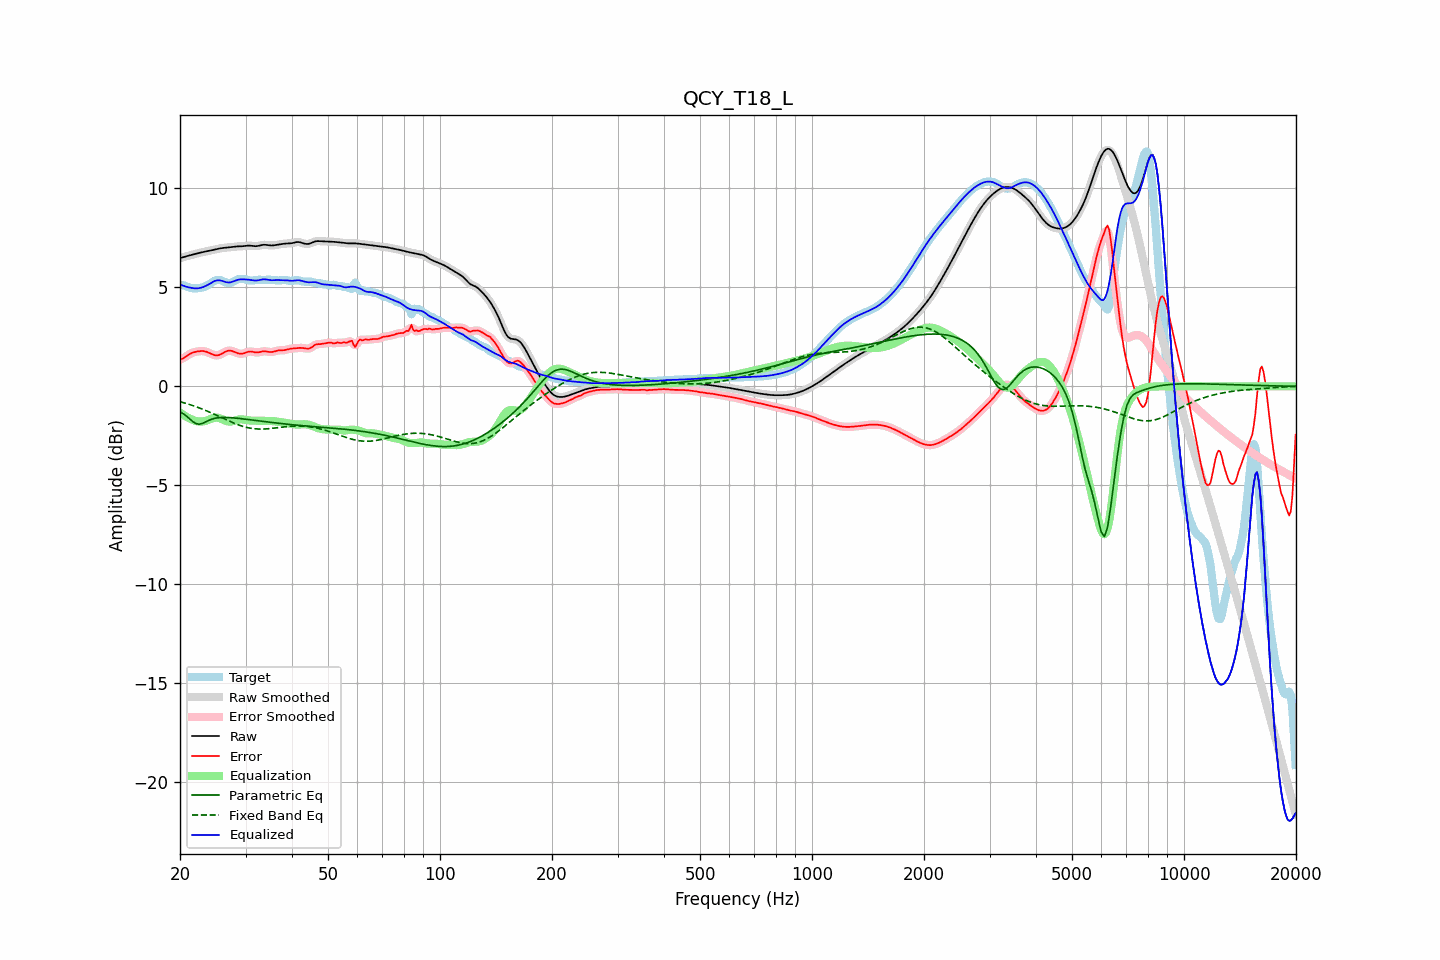 QCY_T18_L
Amplitude (dBr)
10
5
0
−5
−10
−15
−20
Target
Raw Smoothed
Error Smoothed
Raw
Error
Equalization
Parametric Eq
Fixed Band Eq
Equalized
20 50 100 200 500 1000 2000 5000 10000 20000
Frequency (Hz)